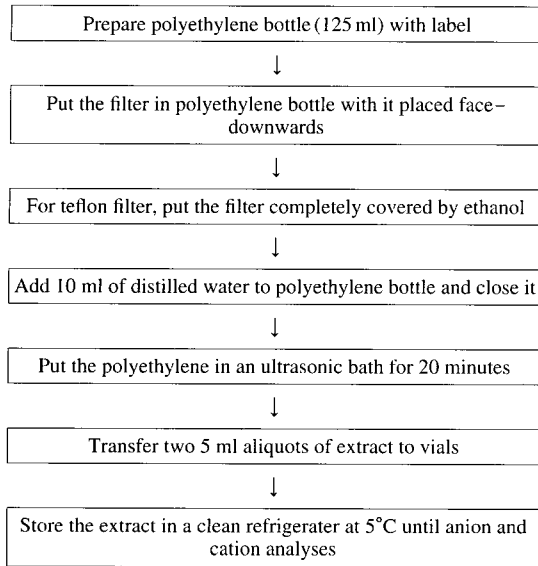 Prepare polyethylene bottle (125 ml) with label
↓
Put the filter in polyethylene bottle with it placed face-
downwards
↓
For teflon filter, put the filter completely covered by ethanol
↓
Add 10 ml of distilled water to polyethylene bottle and close it
↓
Put the polyethylene in an ultrasonic bath for 20 minutes
↓
Transfer two 5 ml aliquots of extract to vials
↓
Store the extract in a clean refrigerater at 5°C until anion and
cation analyses